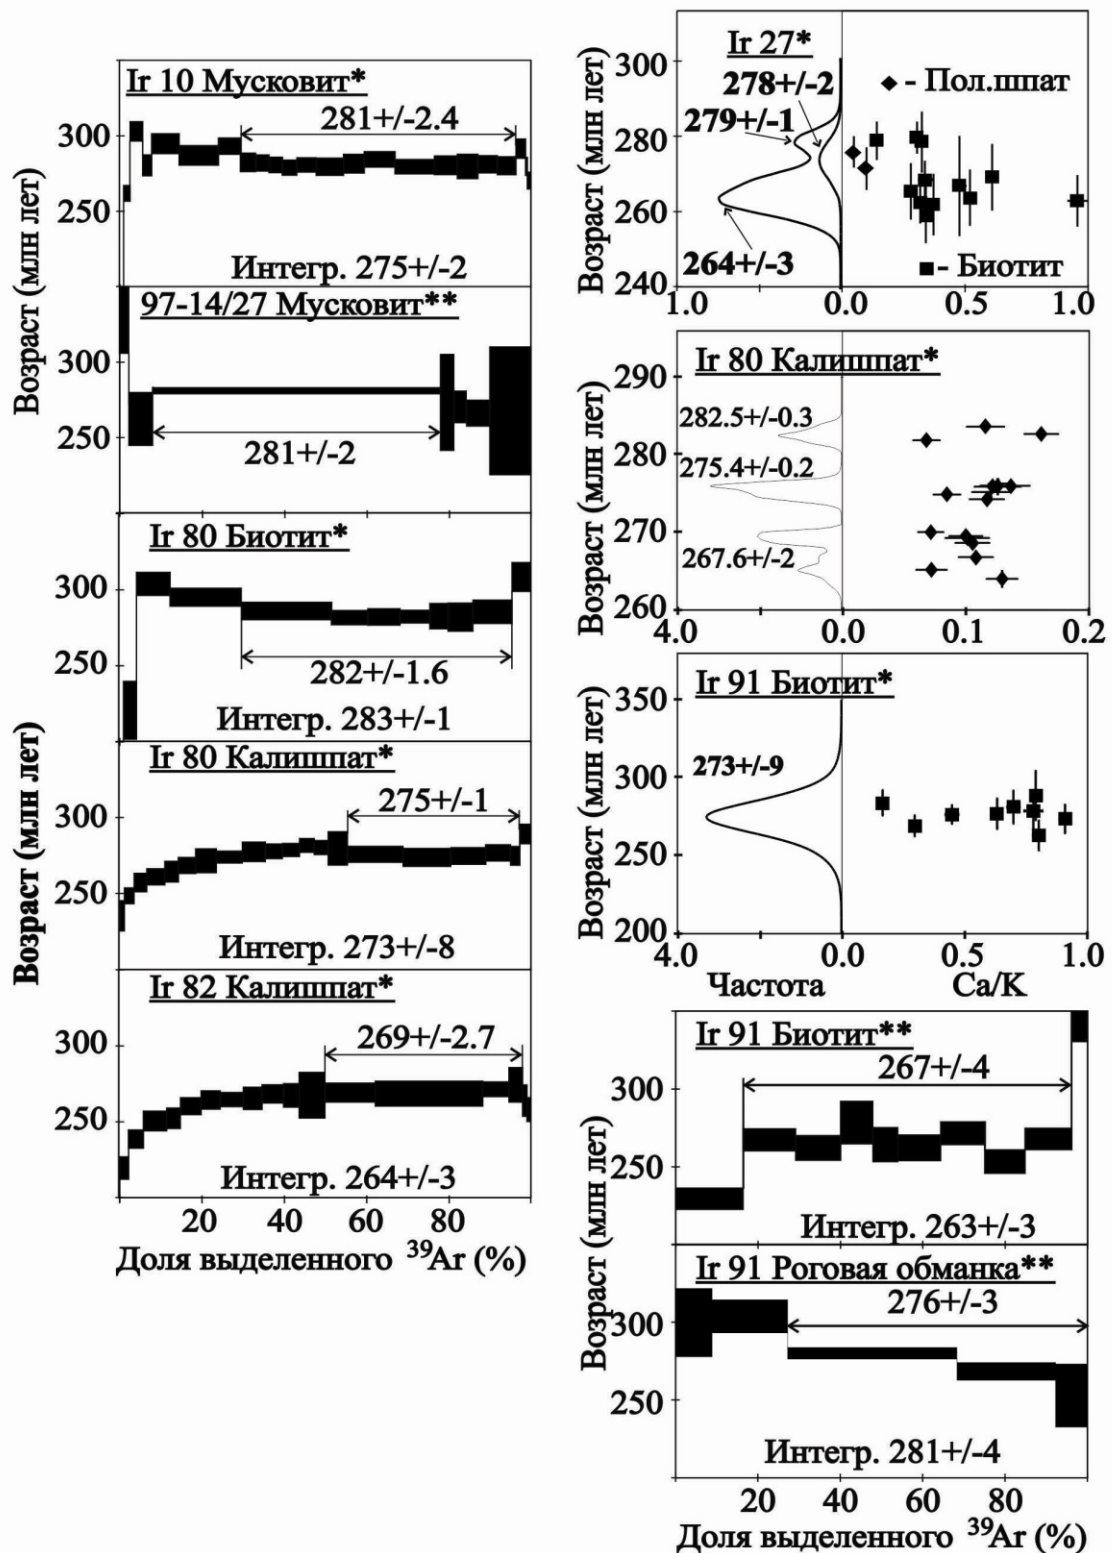 Ir 10 Мусковит*
281+/-2.4
300
250
Интегр. 275+/-2
97-14/27 Мусковит**
300
250
281+/-2
Возраст (млн лет)
Ir 80 Биотит*
300
250
282+/-1.6
Интегр. 283+/-1
Ir 80 Калишпат*
275+/-1
300
250
Интегр. 273+/-8
Возраст (млн лет)
Ir 82 Калишпат*
269+/-2.7
300
250
Интегр. 264+/-3
20 40 60 80
Доля выделенного ³⁹Ar (%)
Ir 27*
278+/-2
279+/-1
264+/-3
◆ - Пол.шпат
■ - Биотит
300
280
260
240
Возраст (млн лет)
1.0 0.0 0.5 1.0
Ir 80 Калишпат*
282.5+/-0.3
275.4+/-0.2
267.6+/-2
290
280
270
260
Возраст (млн лет)
4.0 0.0 0.1 0.2
Ir 91 Биотит*
273+/-9
350
300
250
200
Возраст (млн лет)
4.0 0.0 0.5 1.0
Частота Ca/K
Ir 91 Биотит**
267+/-4
300
250
Интегр. 263+/-3
Ir 91 Роговая обманка**
276+/-3
300
250
Интегр. 281+/-4
Возраст (млн лет)
20 40 60 80
Доля выделенного ³⁹Ar (%)